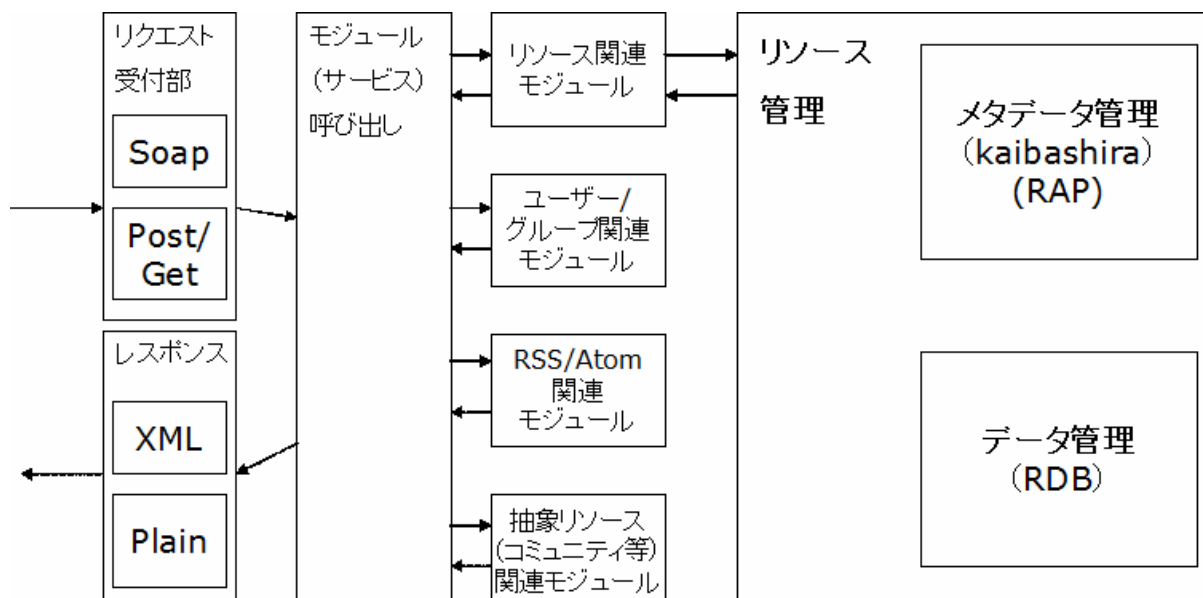 リクエスト
受付部
Soap
Post/
Get
レスポンス
XML
Plain
モジュール
（サービス）
呼び出し
リソース関連
モジュール
ユーザー/
グループ関連
モジュール
RSS/Atom
関連
モジュール
抽象リソース
(コミュニティ等)
関連モジュール
リソース
管理
メタデータ管理
（kaibashira）
(RAP)
データ管理
（RDB）